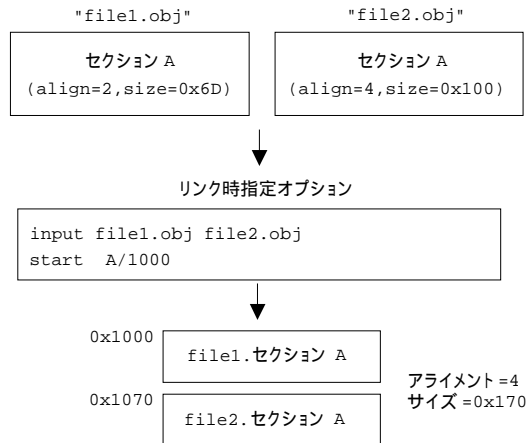 "file1.obj"
"file2.obj"
セクション A
(align=2,size=0x6D)
セクション A
(align=4,size=0x100)
リンク時指定オプション
input file1.obj file2.obj
start A/1000
0x1000
file1.セクション A
0x1070
file2.セクション A
アライメント=4
サイズ=0x170